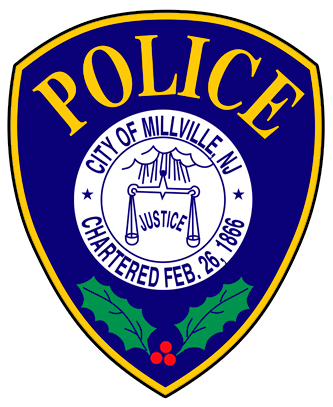 POLICE
CITY OF MILLVILLE, NJ
JUSTICE
CHARTERED FEB. 26, 1866